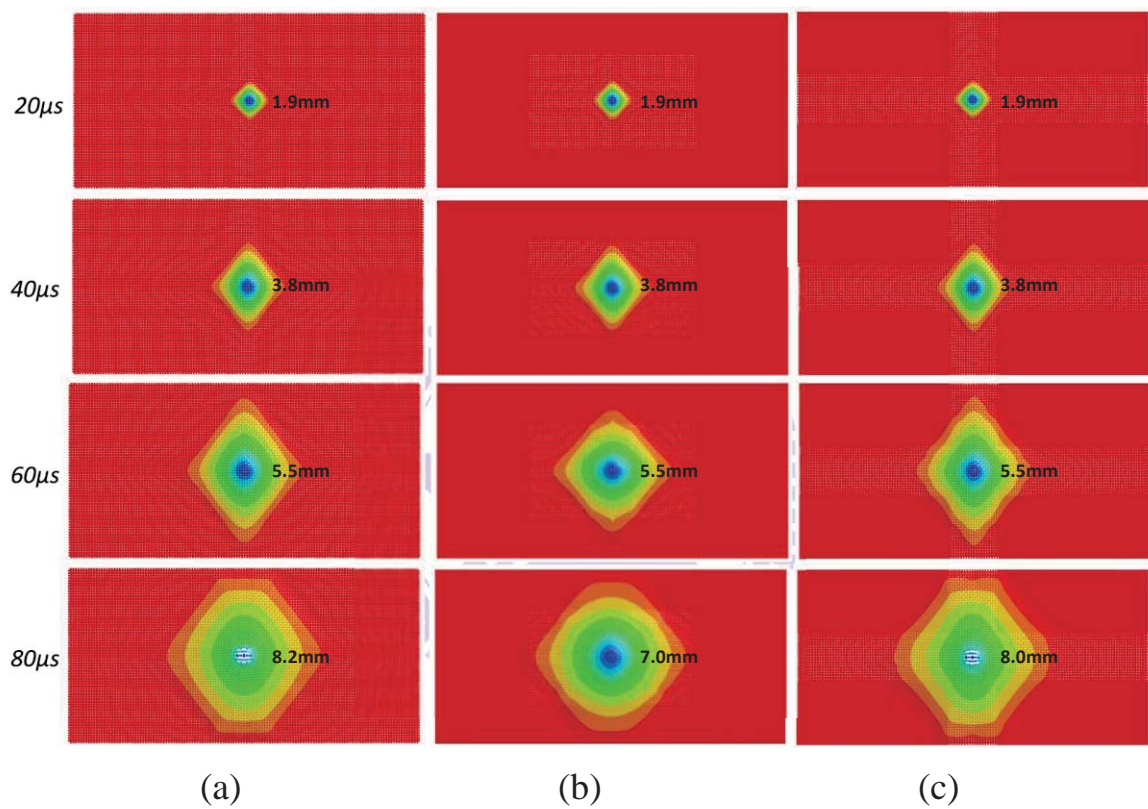 20μs 1.9mm 1.9mm 1.9mm
40μs 3.8mm 3.8mm 3.8mm
60μs 5.5mm 5.5mm 5.5mm
80μs 8.2mm 7.0mm 8.0mm
(a) (b) (c)